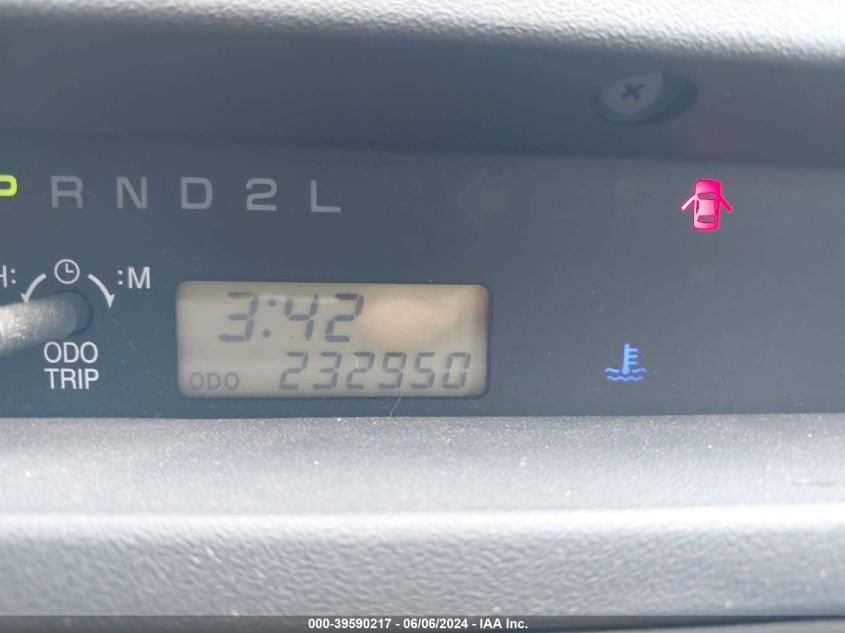 P R N D 2 L
H: :M
3:42
ODO TRIP
ODO 232950
000-39590217 - 06/06/2024 - IAA Inc.